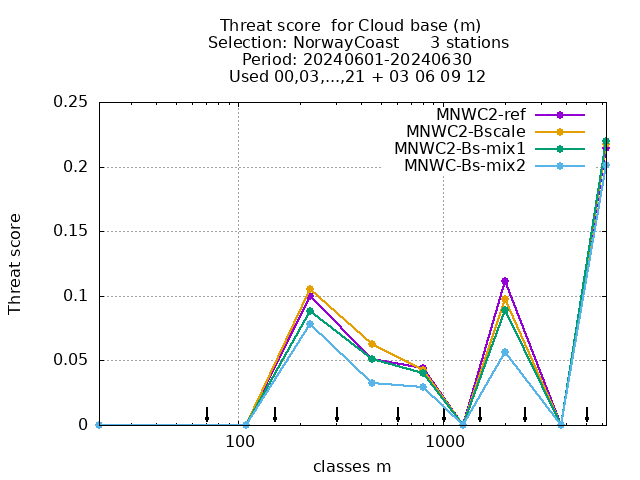 Threat score  for Cloud base (m)
Selection: NorwayCoast      3 stations
Period: 20240601-20240630
Used 00,03,...,21 + 03 06 09 12
MNWC2-ref
MNWC2-Bscale
MNWC2-Bs-mix1
MNWC-Bs-mix2
0.25
0.2
0.15
0.1
0.05
0
Threat score
100
1000
classes m